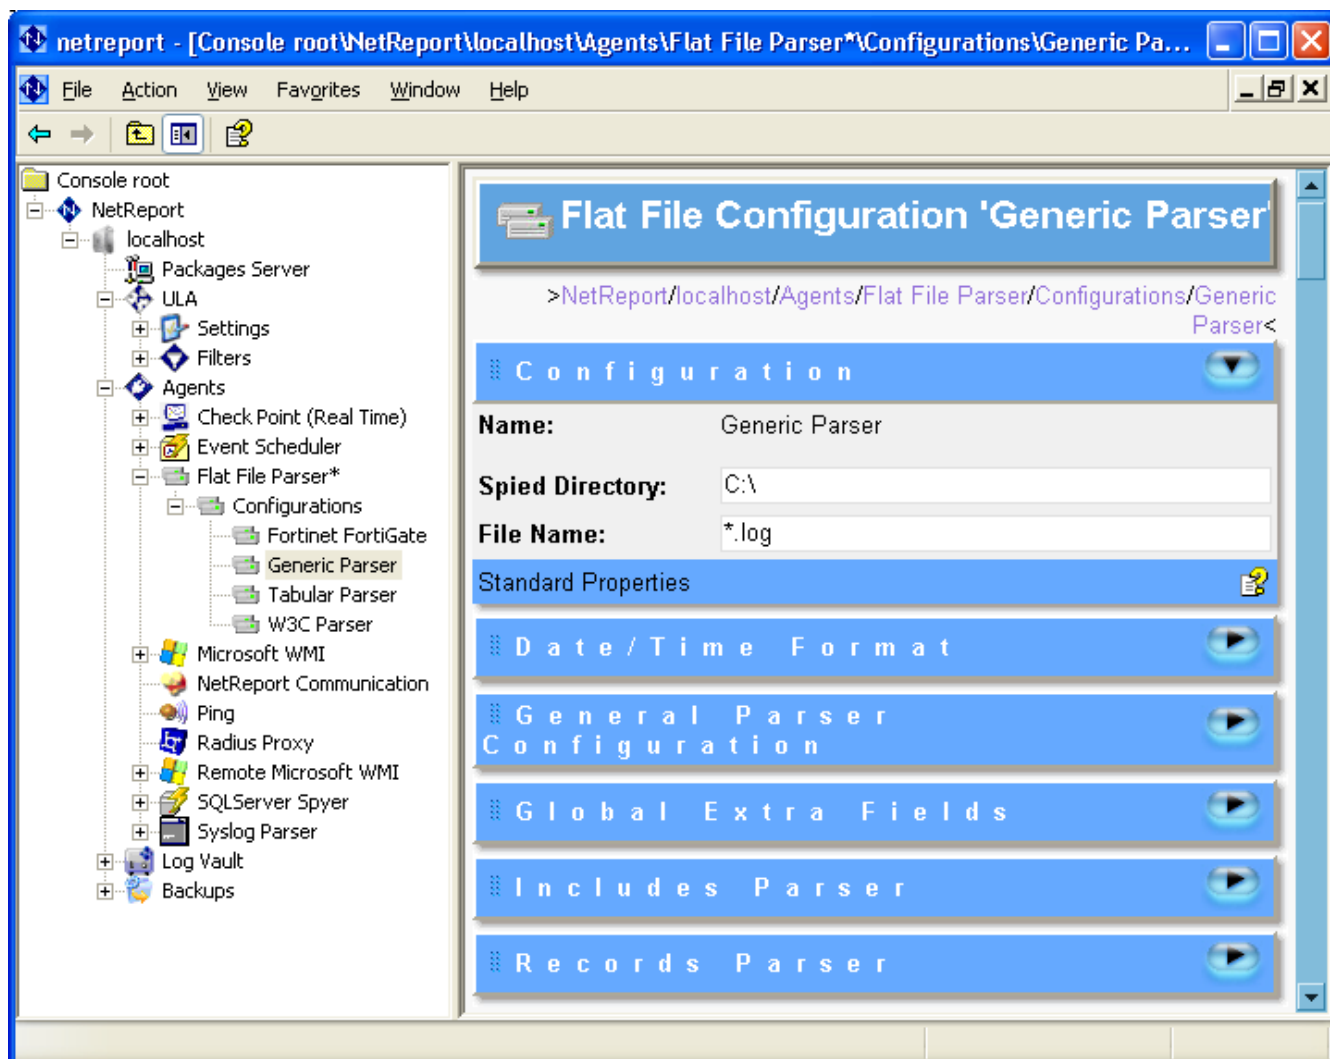 netreport - [Console root\NetReport\localhost\Agents\Flat File Parser*\Configurations\Generic Pa...
File Action View Favorites Window Help
Console root
NetReport
localhost
Packages Server
ULA
Settings
Filters
Agents
Check Point (Real Time)
Event Scheduler
Flat File Parser*
Configurations
Fortinet FortiGate
Generic Parser
Tabular Parser
W3C Parser
Microsoft WMI
NetReport Communication
Ping
Radius Proxy
Remote Microsoft WMI
SQLServer Spyer
Syslog Parser
Log Vault
Backups
Flat File Configuration 'Generic Parser'
>NetReport/localhost/Agents/Flat File Parser/Configurations/Generic
Parser<
Configuration
Name: Generic Parser
Spied Directory: C:\
File Name: *.log
Standard Properties
Date/Time Format
General Parser
Configuration
Global Extra Fields
Includes Parser
Records Parser